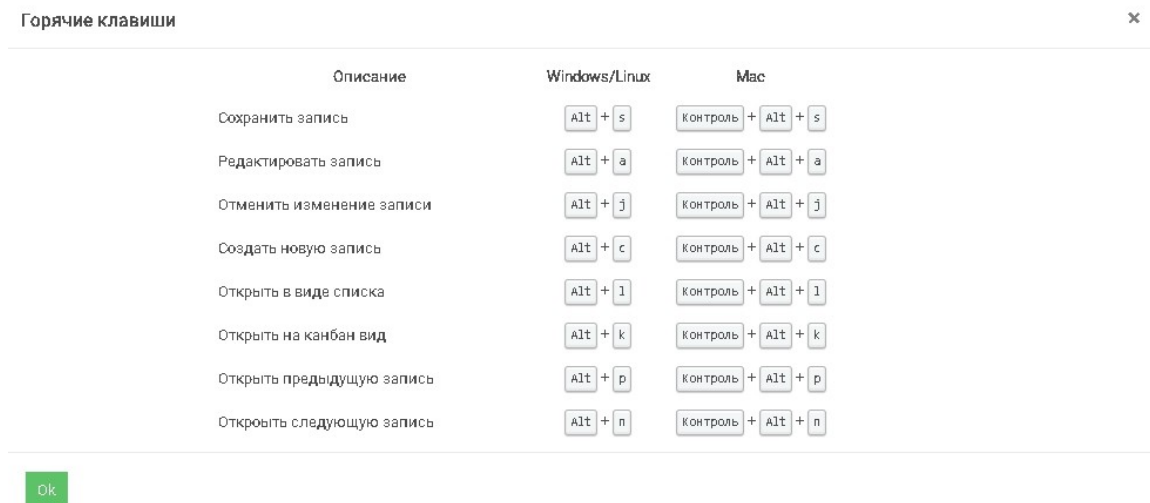 Горячие клавиши ×
Описание Windows/Linux Mac
Сохранить запись Alt + s Контроль + Alt + s
Редактировать запись Alt + a Контроль + Alt + a
Отменить изменение записи Alt + j Контроль + Alt + j
Создать новую запись Alt + c Контроль + Alt + c
Открыть в виде списка Alt + l Контроль + Alt + l
Открыть на канбан вид Alt + k Контроль + Alt + k
Открыть предыдущую запись Alt + p Контроль + Alt + p
Откроыть следующую запись Alt + n Контроль + Alt + n
Ok